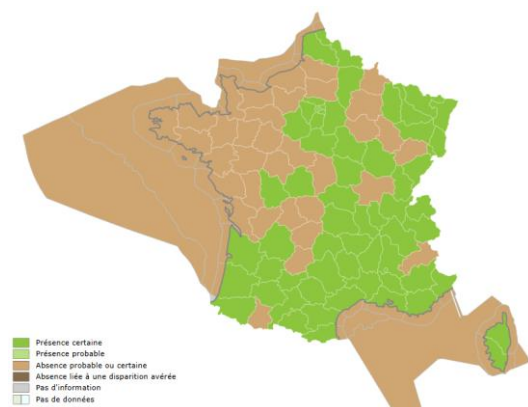 Présence certaine
Présence probable
Absence probable ou certaine
Absence liée à une disparition avérée
Pas d'information
Pas de données